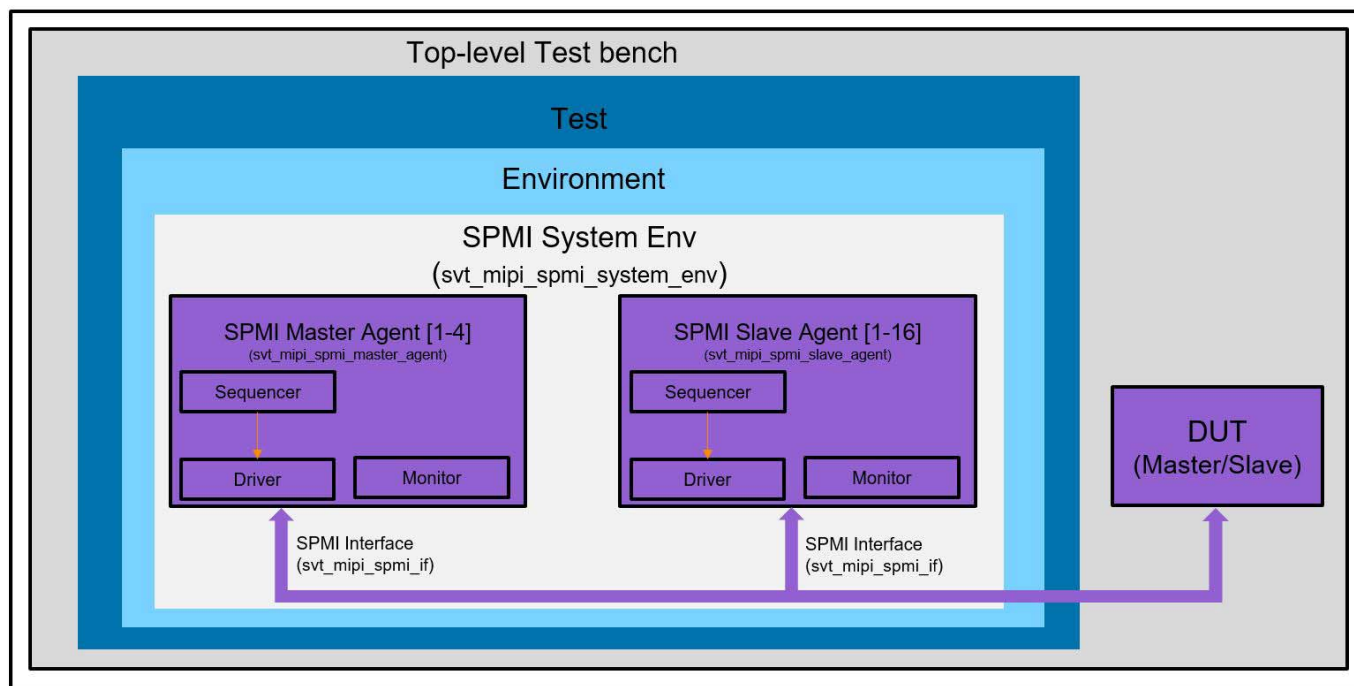 Top-level Test bench
Test
Environment
SPMI System Env
(svt_mipi_spmi_system_env)
SPMI Master Agent [1-4]
(svt_mipi_spmi_master_agent)
Sequencer
Driver
Monitor
SPMI Interface
(svt_mipi_spmi_if)
SPMI Slave Agent [1-16]
(svt_mipi_spmi_slave_agent)
Sequencer
Driver
Monitor
SPMI Interface
(svt_mipi_spmi_if)
DUT
(Master/Slave)